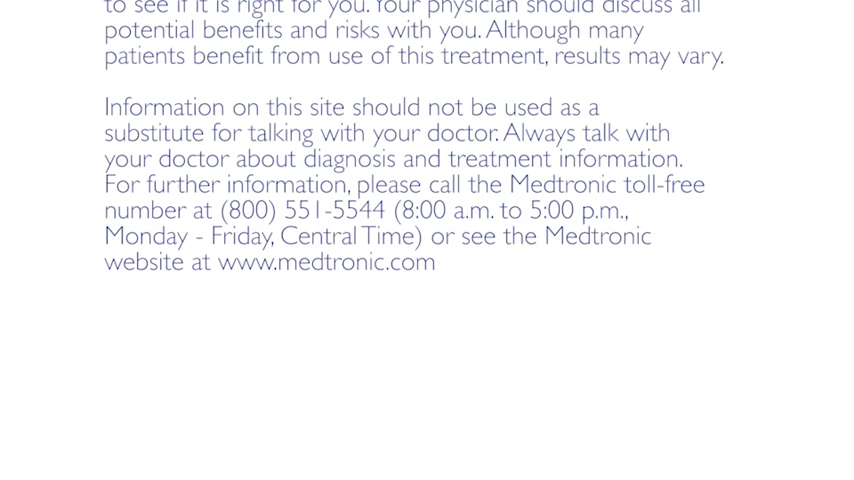 to see if it is right for you. Your physician should discuss all
potential benefits and risks with you. Although many
patients benefit from use of this treatment, results may vary.
Information on this site should not be used as a
substitute for talking with your doctor. Always talk with
your doctor about diagnosis and treatment information.
For further information, please call the Medtronic toll-free
number at (800) 551-5544 (8:00 a.m. to 5:00 p.m.,
Monday - Friday, Central Time) or see the Medtronic
website at www.medtronic.com